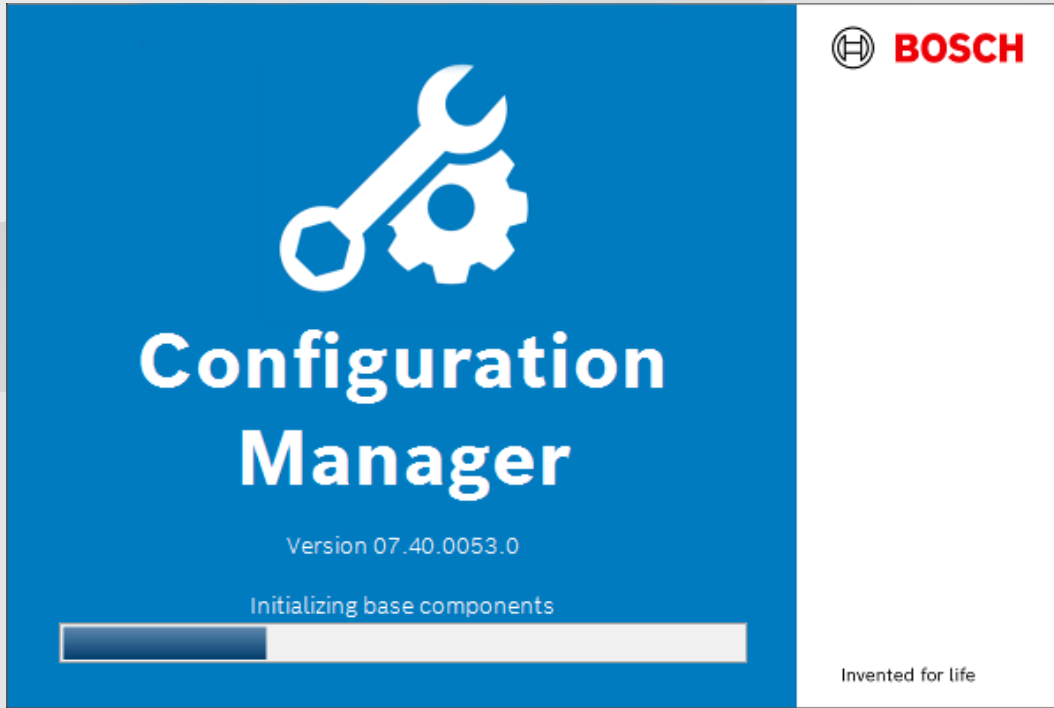 BOSCH
Configuration
Manager
Version 07.40.0053.0
Initializing base components
Invented for life